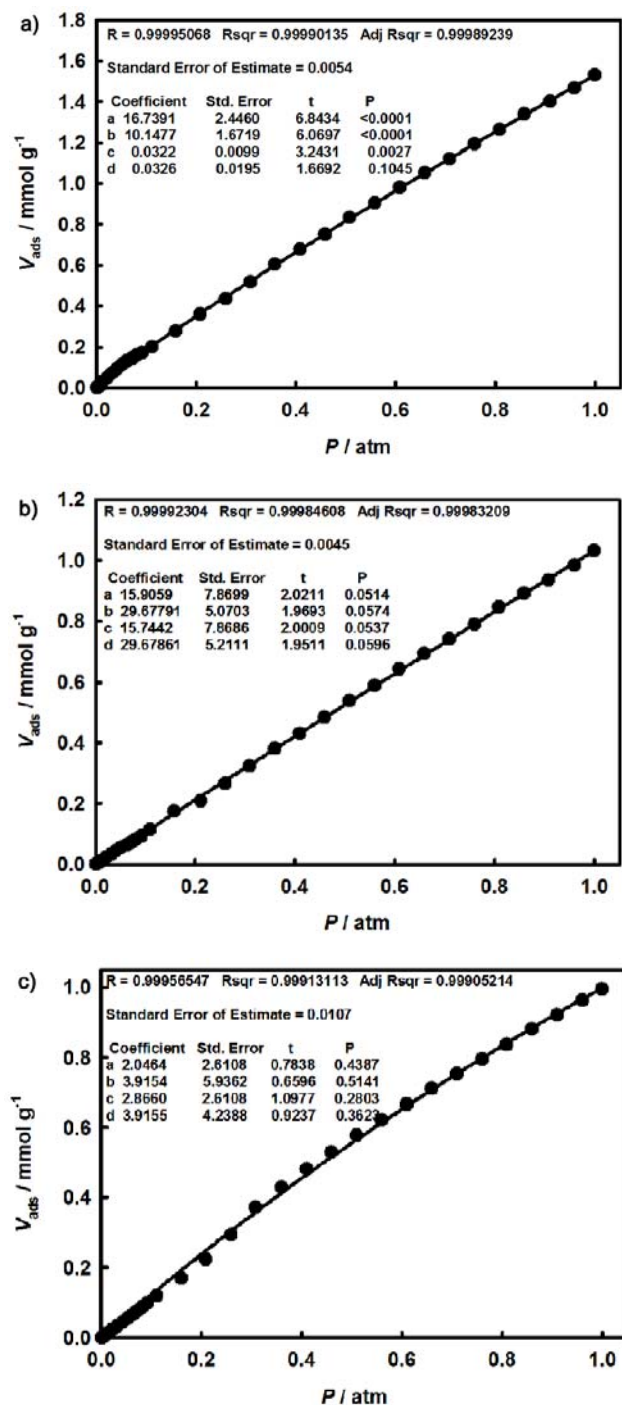 a)
R = 0.99995068 Rsqr = 0.99990135 Adj Rsqr = 0.99989239
Standard Error of Estimate = 0.0054
Coefficient Std. Error t P
a 16.7391 2.4460 6.8434 <0.0001
b 10.1477 1.6719 6.0697 <0.0001
c 0.0322 0.0099 3.2431 0.0027
d 0.0326 0.0195 1.6692 0.1045
1.8
1.6
1.4
1.2
1.0
0.8
0.6
0.4
0.2
0.0
Vads / mmol g-1
0.0 0.2 0.4 0.6 0.8 1.0
P / atm
b)
R = 0.99992304 Rsqr = 0.99984608 Adj Rsqr = 0.99983209
Standard Error of Estimate = 0.0045
Coefficient Std. Error t P
a 15.9059 7.8699 2.0211 0.0514
b 29.67791 5.0703 1.9693 0.0574
c 15.7442 7.8686 2.0009 0.0537
d 29.67861 5.2111 1.9511 0.0596
1.2
1.0
0.8
0.6
0.4
0.2
0.0
Vads / mmol g-1
0.0 0.2 0.4 0.6 0.8 1.0
P / atm
c)
R = 0.99956547 Rsqr = 0.99913113 Adj Rsqr = 0.99905214
Standard Error of Estimate = 0.0107
Coefficient Std. Error t P
a 2.0464 2.6108 0.7838 0.4387
b 3.9154 5.9362 0.6596 0.5141
c 2.8660 2.6108 1.0977 0.2803
d 3.9155 4.2388 0.9237 0.3623
1.0
0.8
0.6
0.4
0.2
0.0
Vads / mmol g-1
0.0 0.2 0.4 0.6 0.8 1.0
P / atm